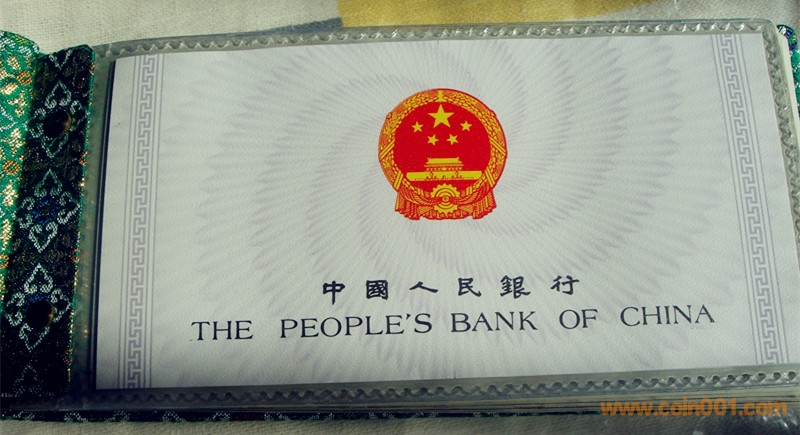 中國人民銀行
THE PEOPLE'S BANK OF CHINA
www.coin001.com